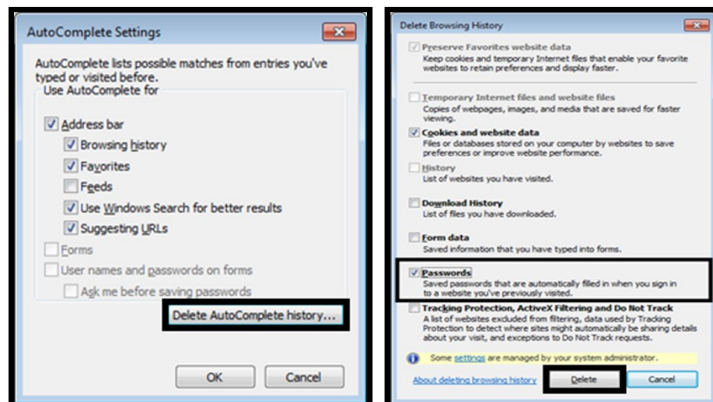 AutoComplete Settings
AutoComplete lists possible matches from entries you've
typed or visited before.
Use AutoComplete for
Address bar
Browsing history
Favorites
Feeds
Use Windows Search for better results
Suggesting URLs
Forms
User names and passwords on forms
Ask me before saving passwords
Delete AutoComplete history...
OK
Cancel
Delete Browsing History
Preserve Favorites website data
Keep cookies and temporary Internet files that enable your favorite
websites to retain preferences and display faster.
Temporary Internet files and website files
Copies of webpages, images, and media that are saved for faster
viewing.
Cookies and website data
Files or databases stored on your computer by websites to save
preferences or improve website performance.
History
List of websites you have visited.
Download History
List of files you have downloaded.
Form data
Saved information that you have typed into forms.
Passwords
Saved passwords that are automatically filled in when you sign in
to a website you've previously visited.
Tracking Protection, ActiveX Filtering and Do Not Track
A list of websites excluded from filtering, data used by Tracking
Protection to detect where sites might automatically be sharing details
about your visit, and exceptions to Do Not Track requests.
Some settings are managed by your system administrator.
About deleting browsing history
Delete
Cancel